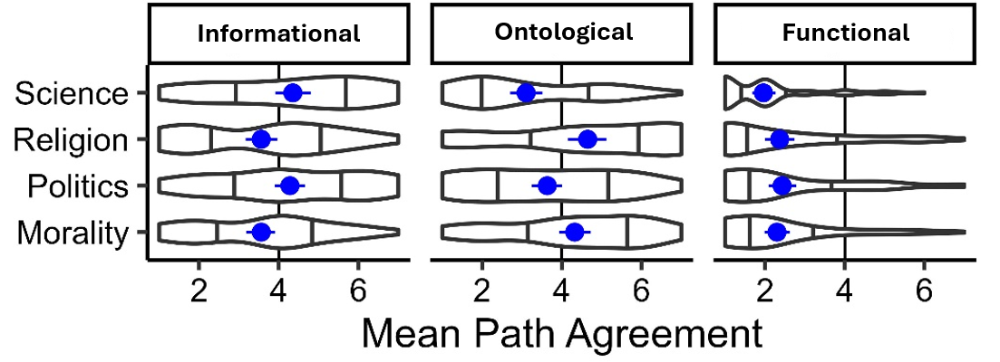 Informational Ontological Functional
Science
Religion
Politics
Morality
2 4 6 2 4 6 2 4 6
Mean Path Agreement